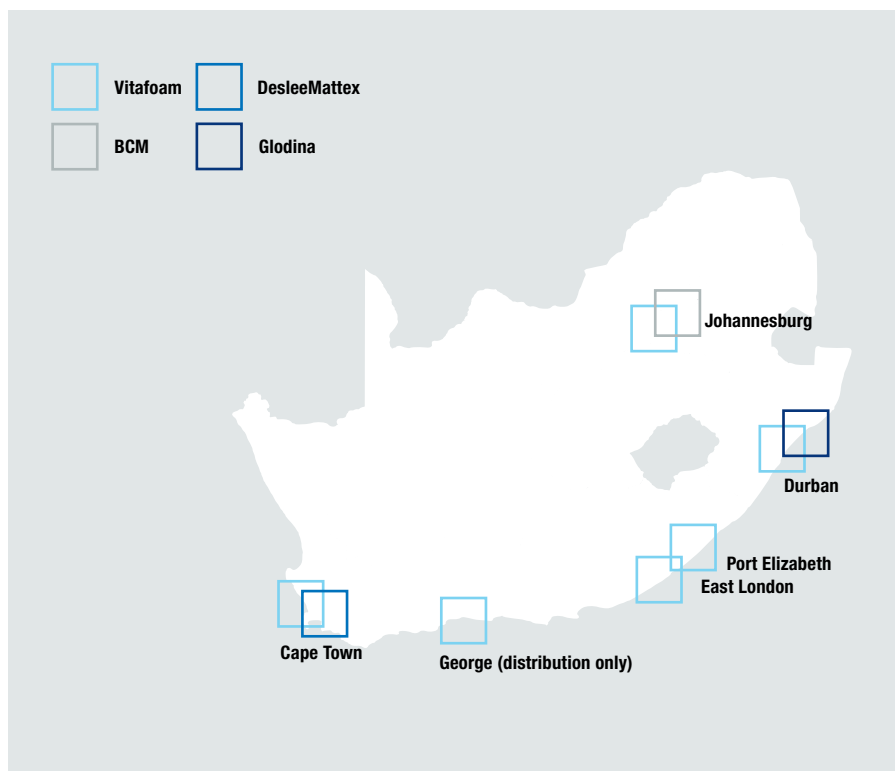 Vitafoam
DesleeMattex
BCM
Glodina
Johannesburg
Durban
Port Elizabeth
East London
Cape Town
George (distribution only)